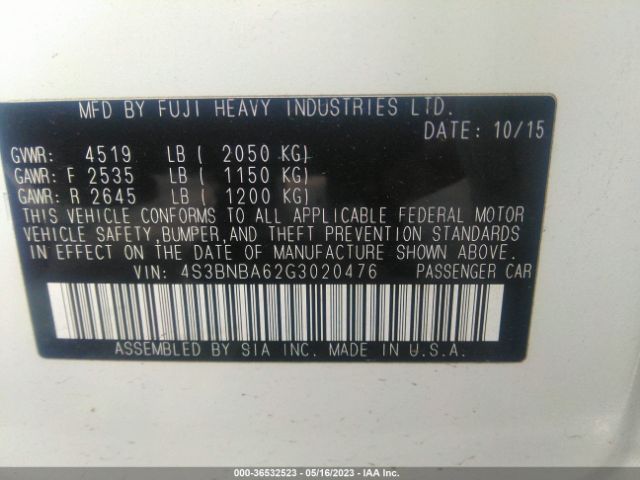 MFD BY FUJI HEAVY INDUSTRIES LTD.
DATE: 10/15
GVWR: 4519 LB ( 2050 KG)
GAWR: F 2535 LB ( 1150 KG)
GAWR: R 2645 LB ( 1200 KG)
THIS VEHICLE CONFORMS TO ALL APPLICABLE FEDERAL MOTOR
VEHICLE SAFETY,BUMPER,AND THEFT PREVENTION STANDARDS
IN EFFECT ON THE DATE OF MANUFACTURE SHOWN ABOVE.
VIN: 4S3BNBA62G3020476 PASSENGER CAR
ASSEMBLED BY SIA INC. MADE IN U.S.A.
000-36532523 - 05/16/2023 - IAAI.COM